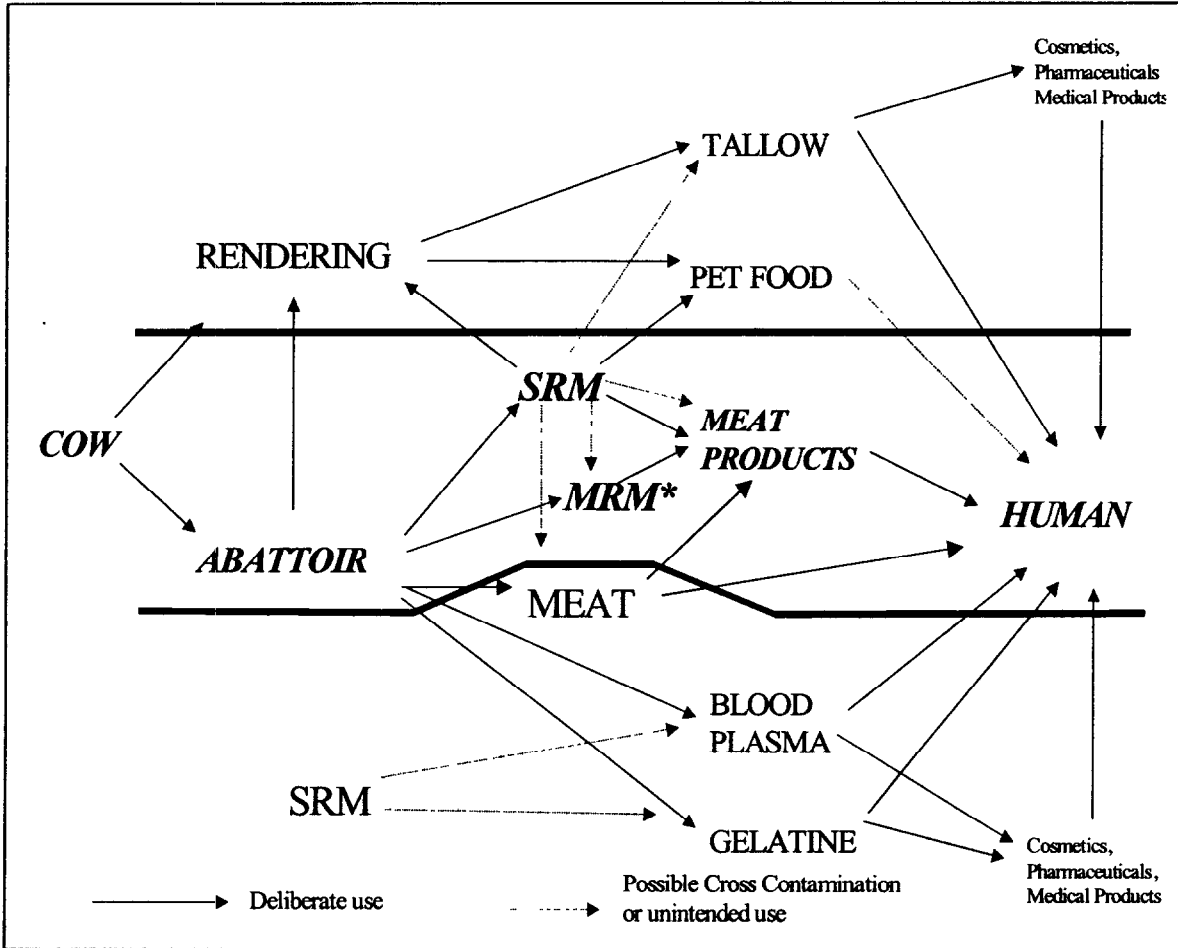 Cosmetics,
Pharmaceuticals
Medical Products
TALLOW
RENDERING
PET FOOD
SRM
MEAT
PRODUCTS
COW
MRM*
HUMAN
ABATTOIR
MEAT
BLOOD
PLASMA
SRM
GELATINE
Cosmetics,
Pharmaceuticals,
Medical Products
Deliberate use
Possible Cross Contamination
or unintended use